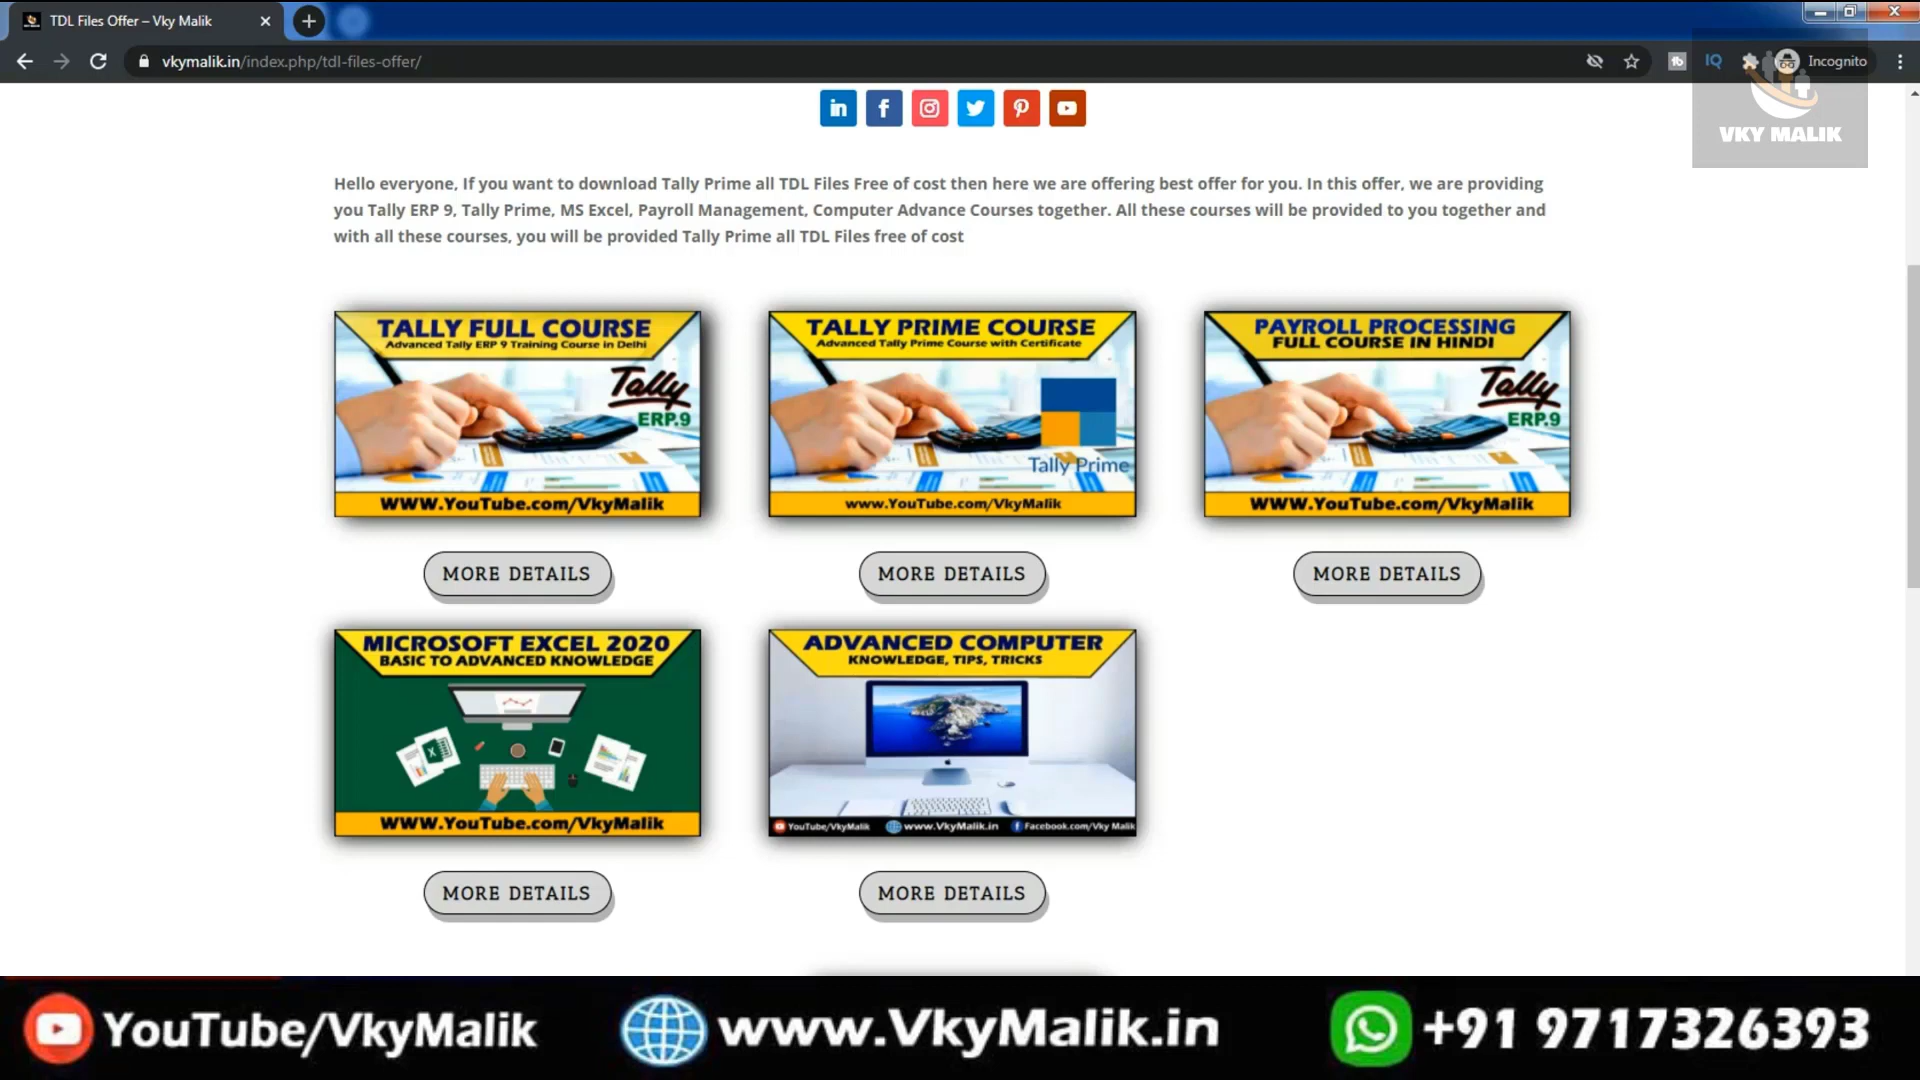 TDL Files Offer – Vky Malik
vkymalik.in/index.php/tdl-files-offer/
IQ
Incognito
VKY MALIK
Hello everyone, If you want to download Tally Prime all TDL Files Free of cost then here we are offering best offer for you. In this offer, we are providing
you Tally ERP 9, Tally Prime, MS Excel, Payroll Management, Computer Advance Courses together. All these courses will be provided to you together and
with all these courses, you will be provided Tally Prime all TDL Files free of cost
TALLY FULL COURSE
Advanced Tally ERP 9 Training Course in Delhi
Tally
ERP.9
WWW.YouTube.com/VkyMalik
TALLY PRIME COURSE
Advanced Tally Prime Course with Certificate
Tally Prime
www.YouTube.com/VkyMalik
PAYROLL PROCESSING
FULL COURSE IN HINDI
Tally
ERP.9
WWW.YouTube.com/VkyMalik
MORE DETAILS
MORE DETAILS
MORE DETAILS
MICROSOFT EXCEL 2020
BASIC TO ADVANCED KNOWLEDGE
WWW.YouTube.com/VkyMalik
ADVANCED COMPUTER
KNOWLEDGE, TIPS, TRICKS
YouTube/VkyMalik
www.VkyMalik.in
Facebook.com/Vky Malik
MORE DETAILS
MORE DETAILS
YouTube/VkyMalik
www.VkyMalik.in
+91 9717326393